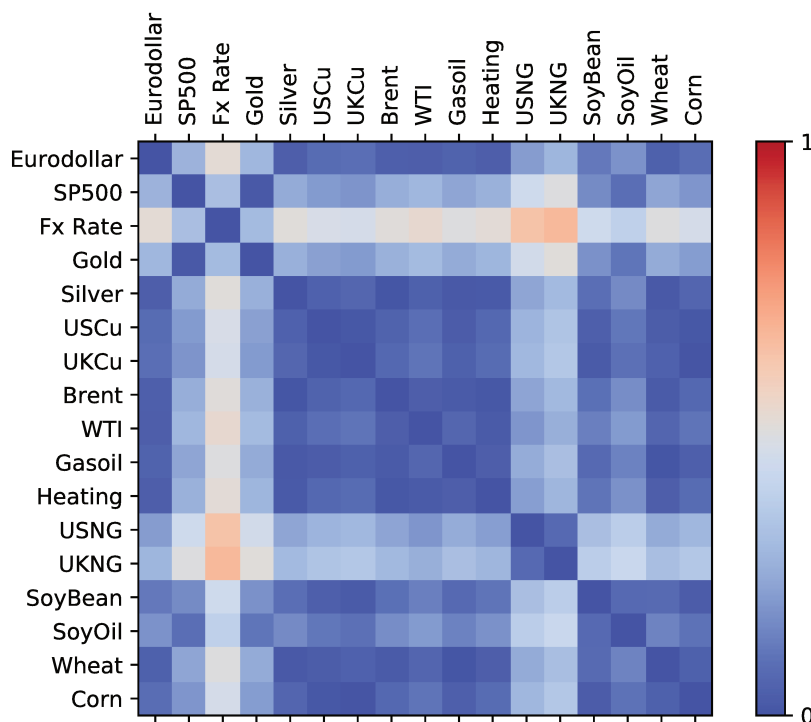 Eurodollar
SP500
Fx Rate
Gold
Silver
USCu
UKCu
Brent
WTI
Gasoil
Heating
USNG
UKNG
SoyBean
SoyOil
Wheat
Corn
1
Eurodollar
SP500
Fx Rate
Gold
Silver
USCu
UKCu
Brent
WTI
Gasoil
Heating
USNG
UKNG
SoyBean
SoyOil
Wheat
Corn
0